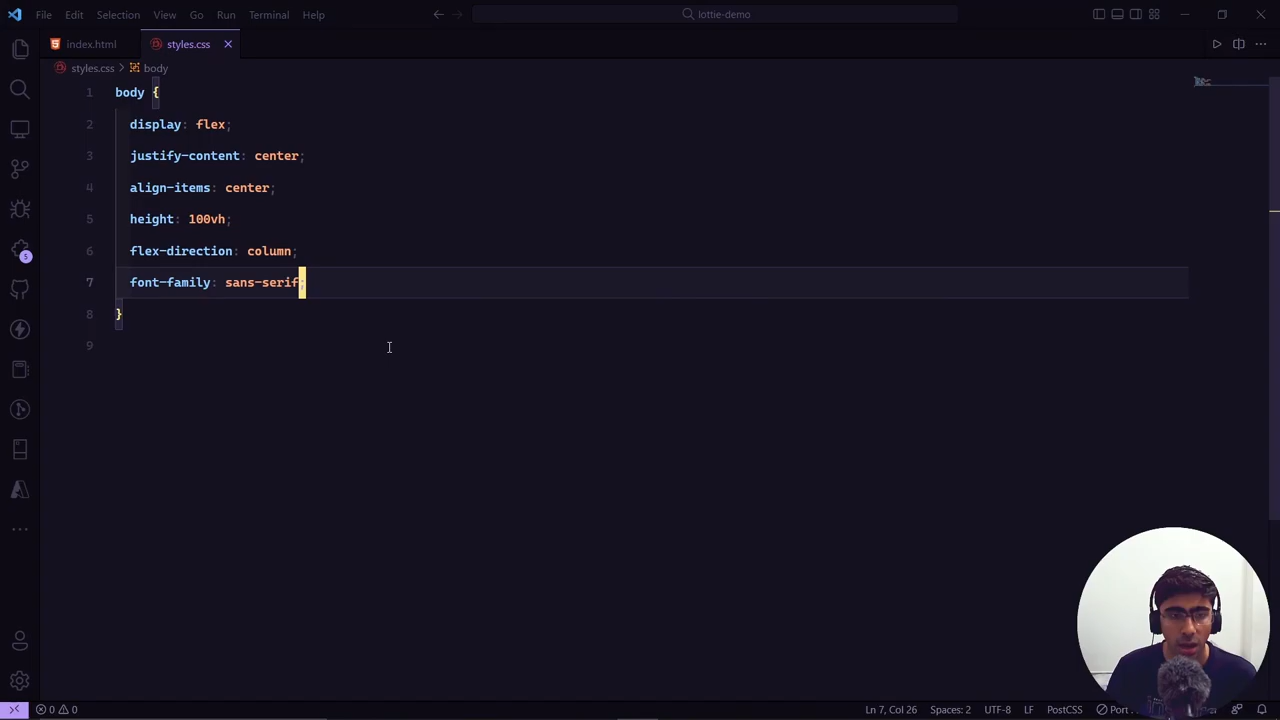 File Edit Selection View Go Run Terminal Help
lottie-demo
index.html
styles.css
styles.css > body
1 body {
2 display: flex;
3 justify-content: center;
4 align-items: center;
5 height: 100vh;
6 flex-direction: column;
7 font-family: sans-serif;
8 }
9
5
0 0
Ln 7, Col 26 Spaces: 2 UTF-8 LF PostCSS Port